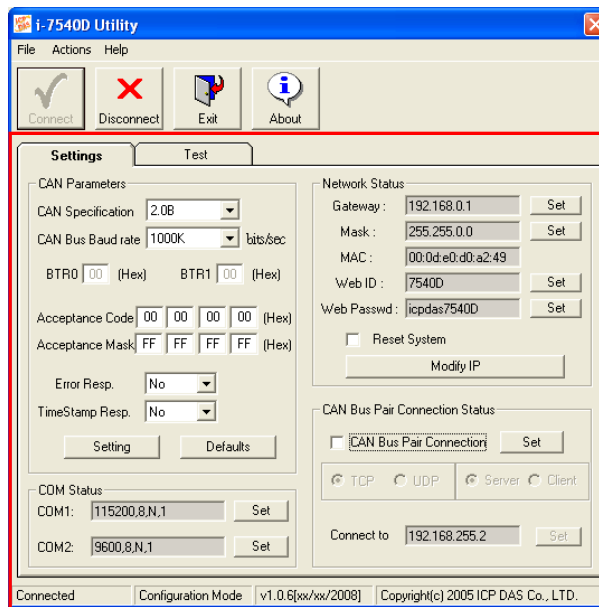 i-7540D Utility
File Actions Help
Connect Disconnect Exit About
Settings Test
CAN Parameters
CAN Specification 2.0B
CAN Bus Baud rate 1000K bits/sec
BTR0 00 (Hex) BTR1 00 (Hex)
Acceptance Code 00 00 00 00 (Hex)
Acceptance Mask FF FF FF FF (Hex)
Error Resp. No
TimeStamp Resp. No
Setting Defaults
COM Status
COM1: 115200,8,N,1 Set
COM2: 9600,8,N,1 Set
Network Status
Gateway : 192.168.0.1 Set
Mask : 255.255.0.0 Set
MAC : 00:0d:e0:d0:a2:49
Web ID : 7540D Set
Web Passwd : icpdas7540D Set
Reset System
Modify IP
CAN Bus Pair Connection Status
CAN Bus Pair Connection Set
TCP UDP Server Client
Connect to 192.168.255.2 Set
Connected Configuration Mode v1.0.6[xx/xx/2008] Copyright(c) 2005 ICP DAS Co., LTD.